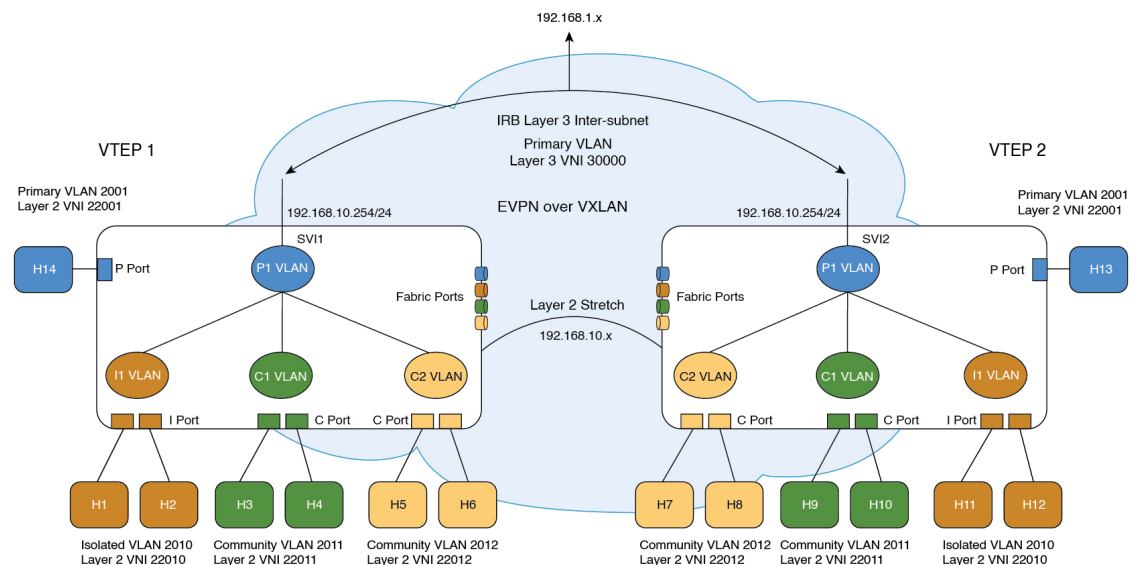 192.168.1.x
IRB Layer 3 Inter-subnet
Primary VLAN
Layer 3 VNI 30000
VTEP 1
VTEP 2
Primary VLAN 2001
Layer 2 VNI 22001
Primary VLAN 2001
Layer 2 VNI 22001
192.168.10.254/24
EVPN over VXLAN
192.168.10.254/24
SVI1
SVI2
H14
P Port
P1 VLAN
P1 VLAN
P Port
H13
Fabric Ports
Fabric Ports
Layer 2 Stretch
192.168.10.x
I1 VLAN
C1 VLAN
C2 VLAN
C2 VLAN
C1 VLAN
I1 VLAN
I Port
C Port
C Port
C Port
C Port
I Port
H1
H2
H3
H4
H5
H6
H7
H8
H9
H10
H11
H12
Isolated VLAN 2010
Layer 2 VNI 22010
Community VLAN 2011
Layer 2 VNI 22011
Community VLAN 2012
Layer 2 VNI 22012
Community VLAN 2012
Layer 2 VNI 22012
Community VLAN 2011
Layer 2 VNI 22011
Isolated VLAN 2010
Layer 2 VNI 22010